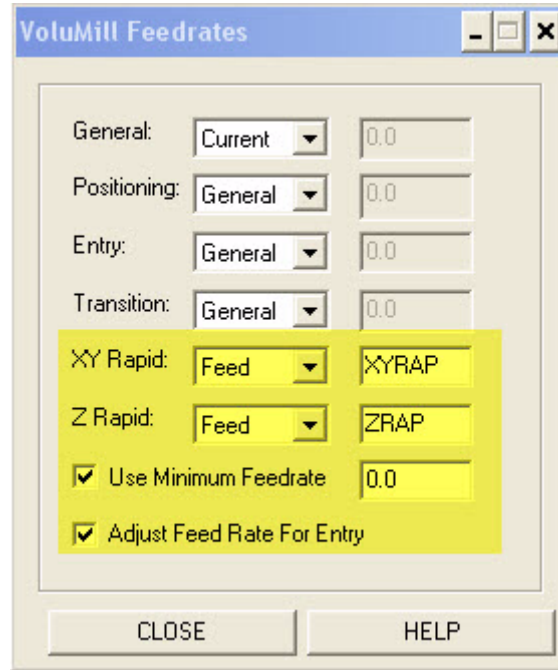 VoluMill Feedrates
General: Current 0.0
Positioning: General 0.0
Entry: General 0.0
Transition: General 0.0
XY Rapid: Feed XYRAP
Z Rapid: Feed ZRAP
Use Minimum Feedrate 0.0
Adjust Feed Rate For Entry
CLOSE HELP